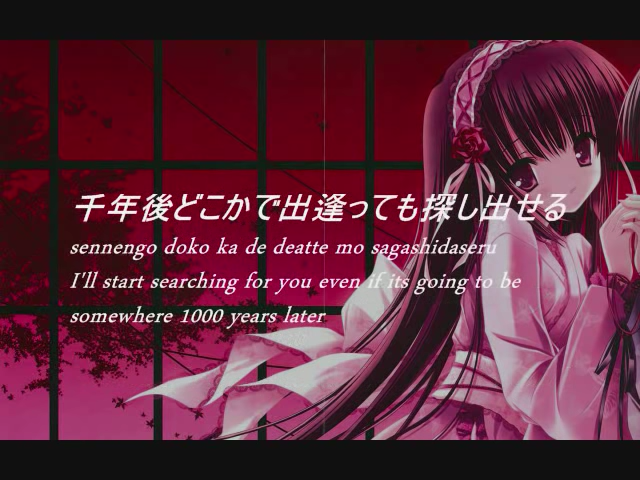 千年後どこかで出逢っても探し出せる
sennengo doko ka de deatte mo sagashidaseru
I'll start searching for you even if its going to be
somewhere 1000 years later